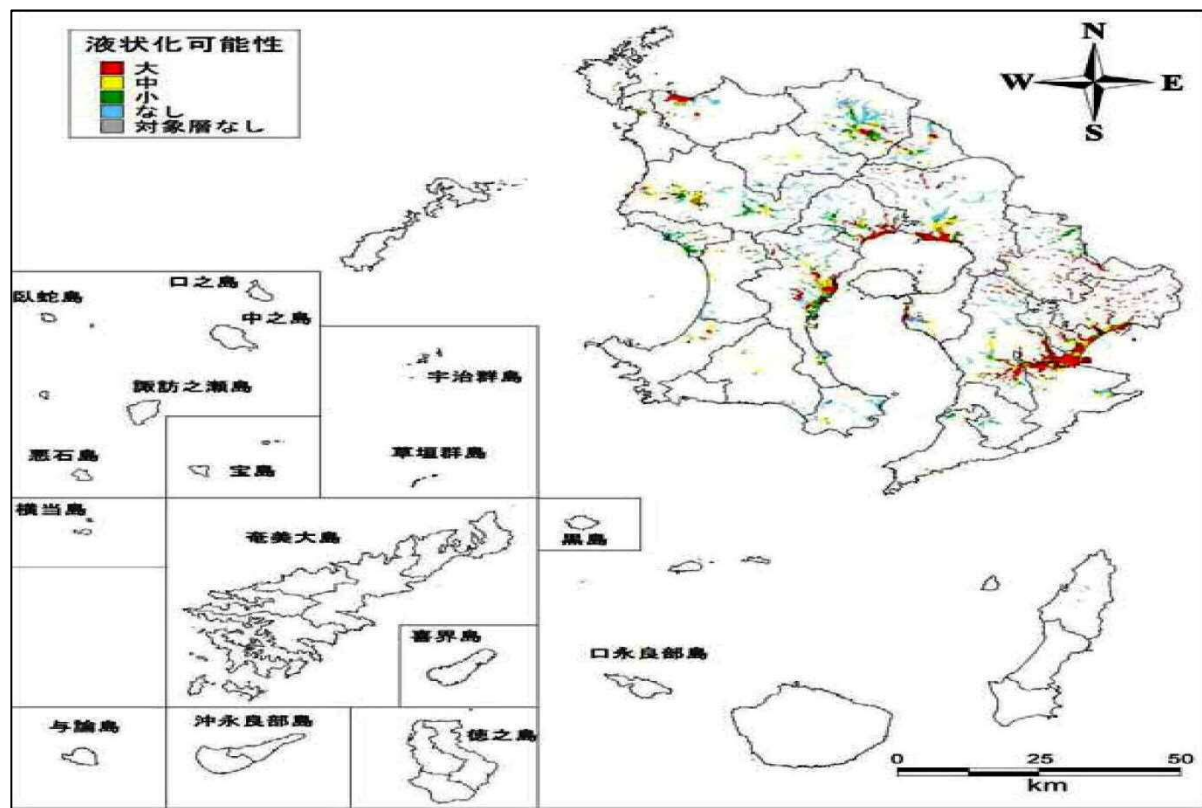 液状化可能性
大
中
小
なし
対象層なし
N
W
E
S
口之島
臥蛇島
中之島
宇治群島
諏訪之瀬島
悪石島
宝島
草垣群島
横当島
奄美大島
黒島
喜界島
口永良部島
与論島
沖永良部島
徳之島
0 25 50
km